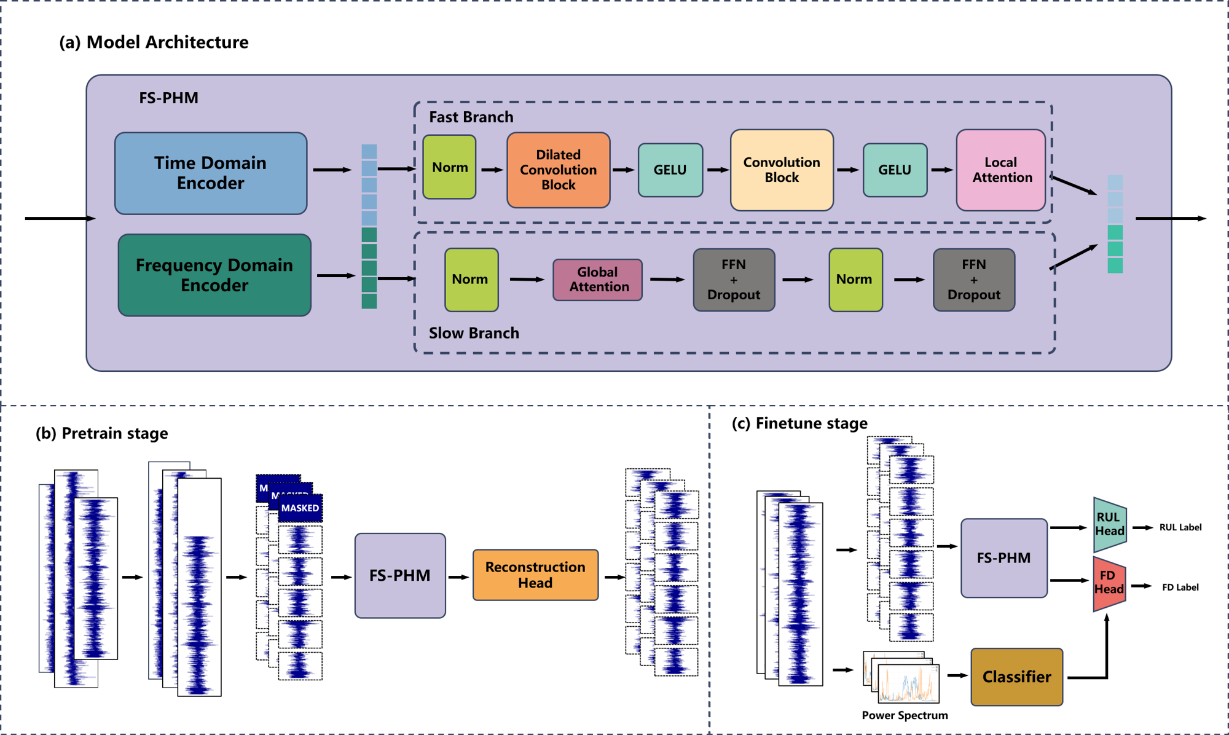 (a) Model Architecture
FS-PHM
Time Domain
Encoder
Frequency Domain
Encoder
Fast Branch
Norm
Dilated
Convolution
Block
GELU
Convolution
Block
GELU
Local
Attention
Norm
Global
Attention
FFN
+
Dropout
Norm
FFN
+
Dropout
Slow Branch
(b) Pretrain stage
MASKED
FS-PHM
Reconstruction
Head
(c) Finetune stage
FS-PHM
RUL
Head
RUL Label
FD
Head
FD Label
Power Spectrum
Classifier